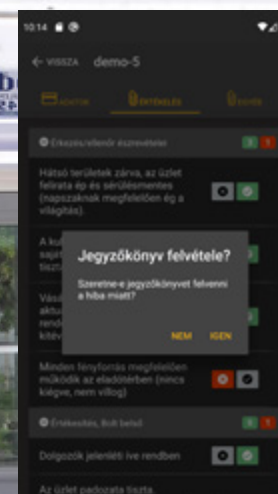 10:14
← VISSZA demo-5
ADATOK ÉRTÉKELÉS EGYÉB
Érkezés/ellenőr észrevételei
Hátsó területek zárva, az üzlet
felirata ép és sérülésmentes
(napszaknak megfelelően ég a
világítás)
A
saját
tiszt
Jegyzőkönyv felvétele?
Szeretne-e jegyzőkönyvet felvenni
a hiba miatt?
NEM IGEN
Minden fényforrás megfelelően
működik az eladótérben (nincs
kiégve, nem villog)
Értékesítés, Bolt belső
Dolgozók jelenléti íve rendben
Az üzlet padozata tiszta,